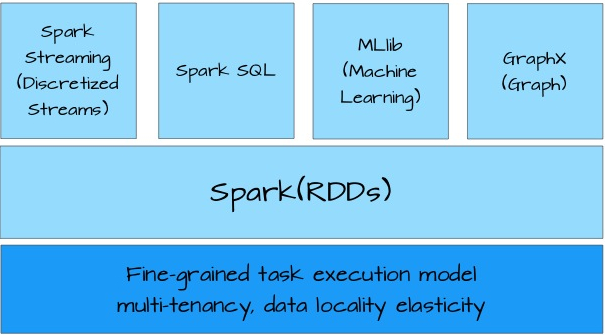 Spark
Streaming
(Discretized
Streams)
Spark SQL
MLlib
(Machine
Learning)
GraphX
(Graph)
Spark(RDDs)
Fine-grained task execution model
multi-tenancy, data locality elasticity